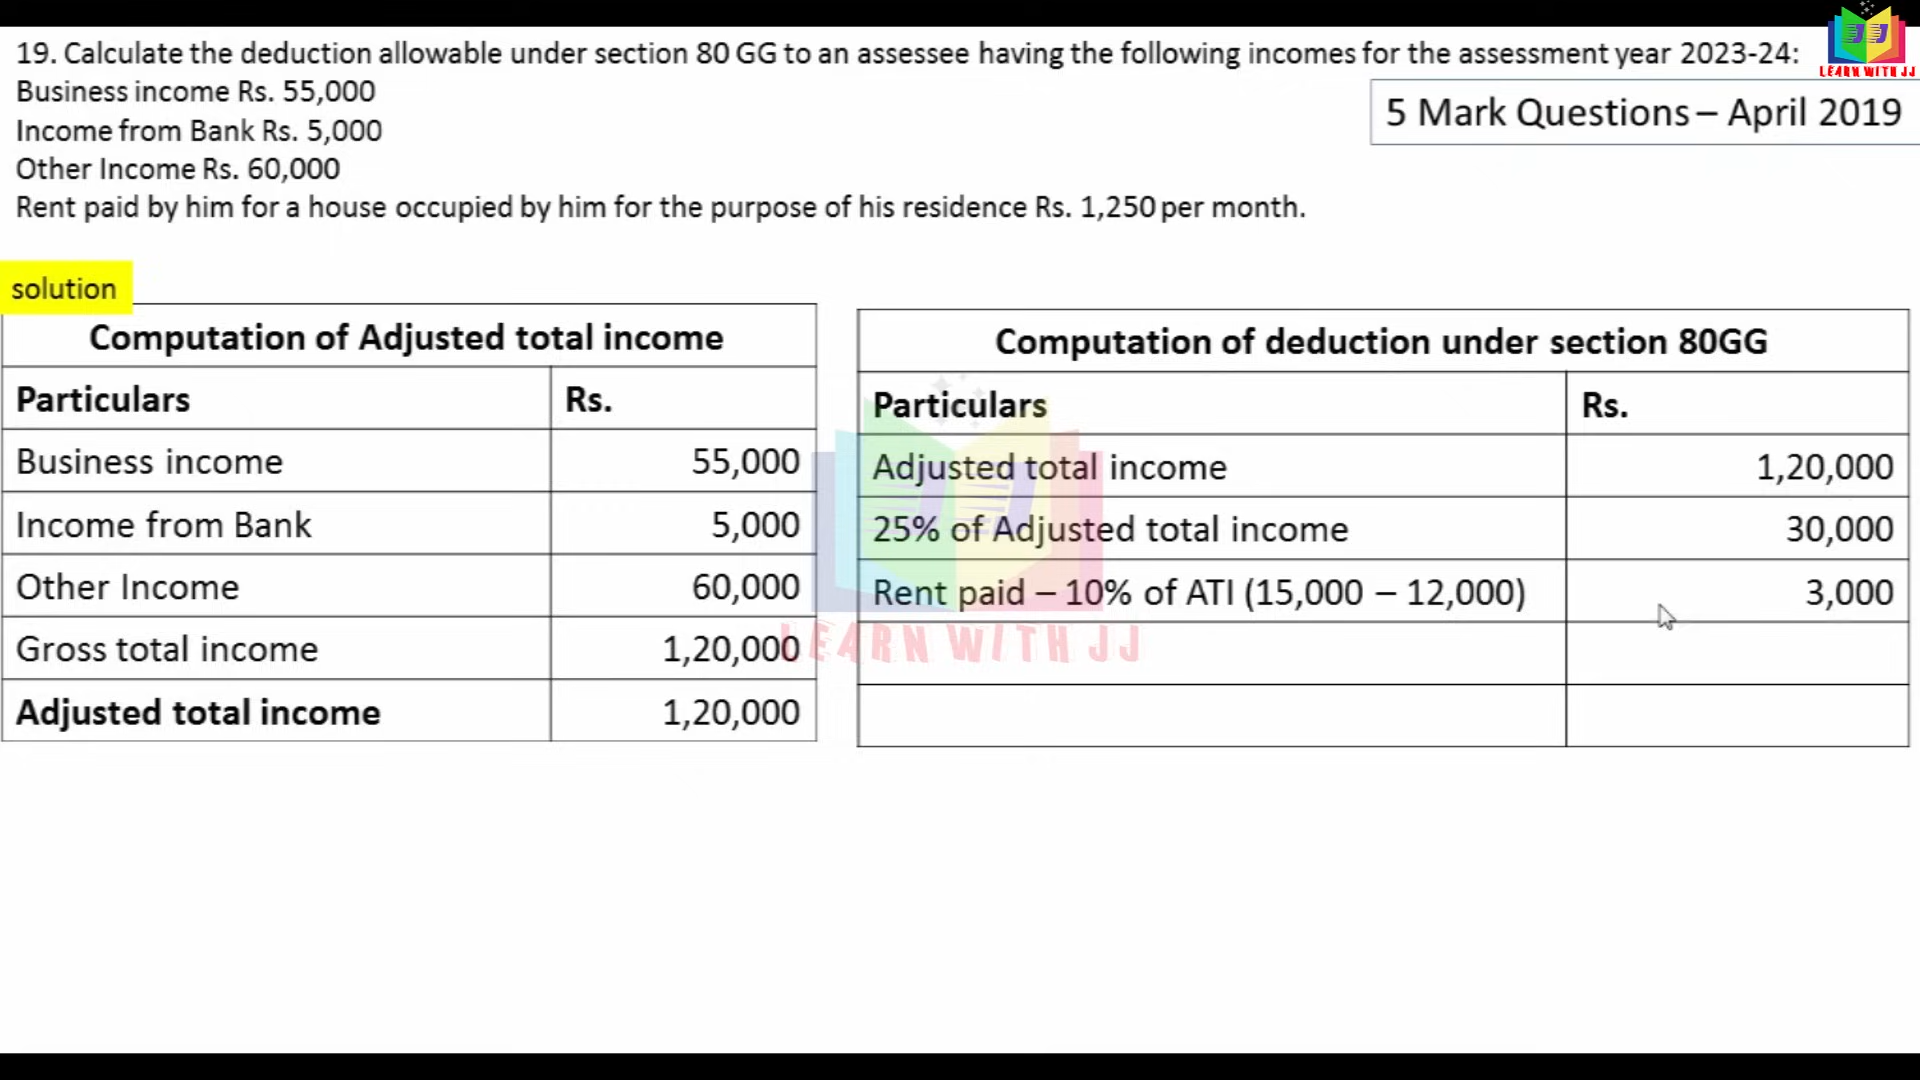 19. Calculate the deduction allowable under section 80 GG to an assessee having the following incomes for the assessment year 2023-24:
LEARN WITH JJ
Business income Rs. 55,000
5 Mark Questions – April 2019
Income from Bank Rs. 5,000
Other Income Rs. 60,000
Rent paid by him for a house occupied by him for the purpose of his residence Rs. 1,250 per month.
solution
Computation of Adjusted total income
Particulars Rs.
Business income 55,000
Income from Bank 5,000
Other Income 60,000
Gross total income 1,20,000
Adjusted total income 1,20,000
Computation of deduction under section 80GG
Particulars Rs.
Adjusted total income 1,20,000
25% of Adjusted total income 30,000
Rent paid – 10% of ATI (15,000 – 12,000) 3,000
LEARN WITH JJ